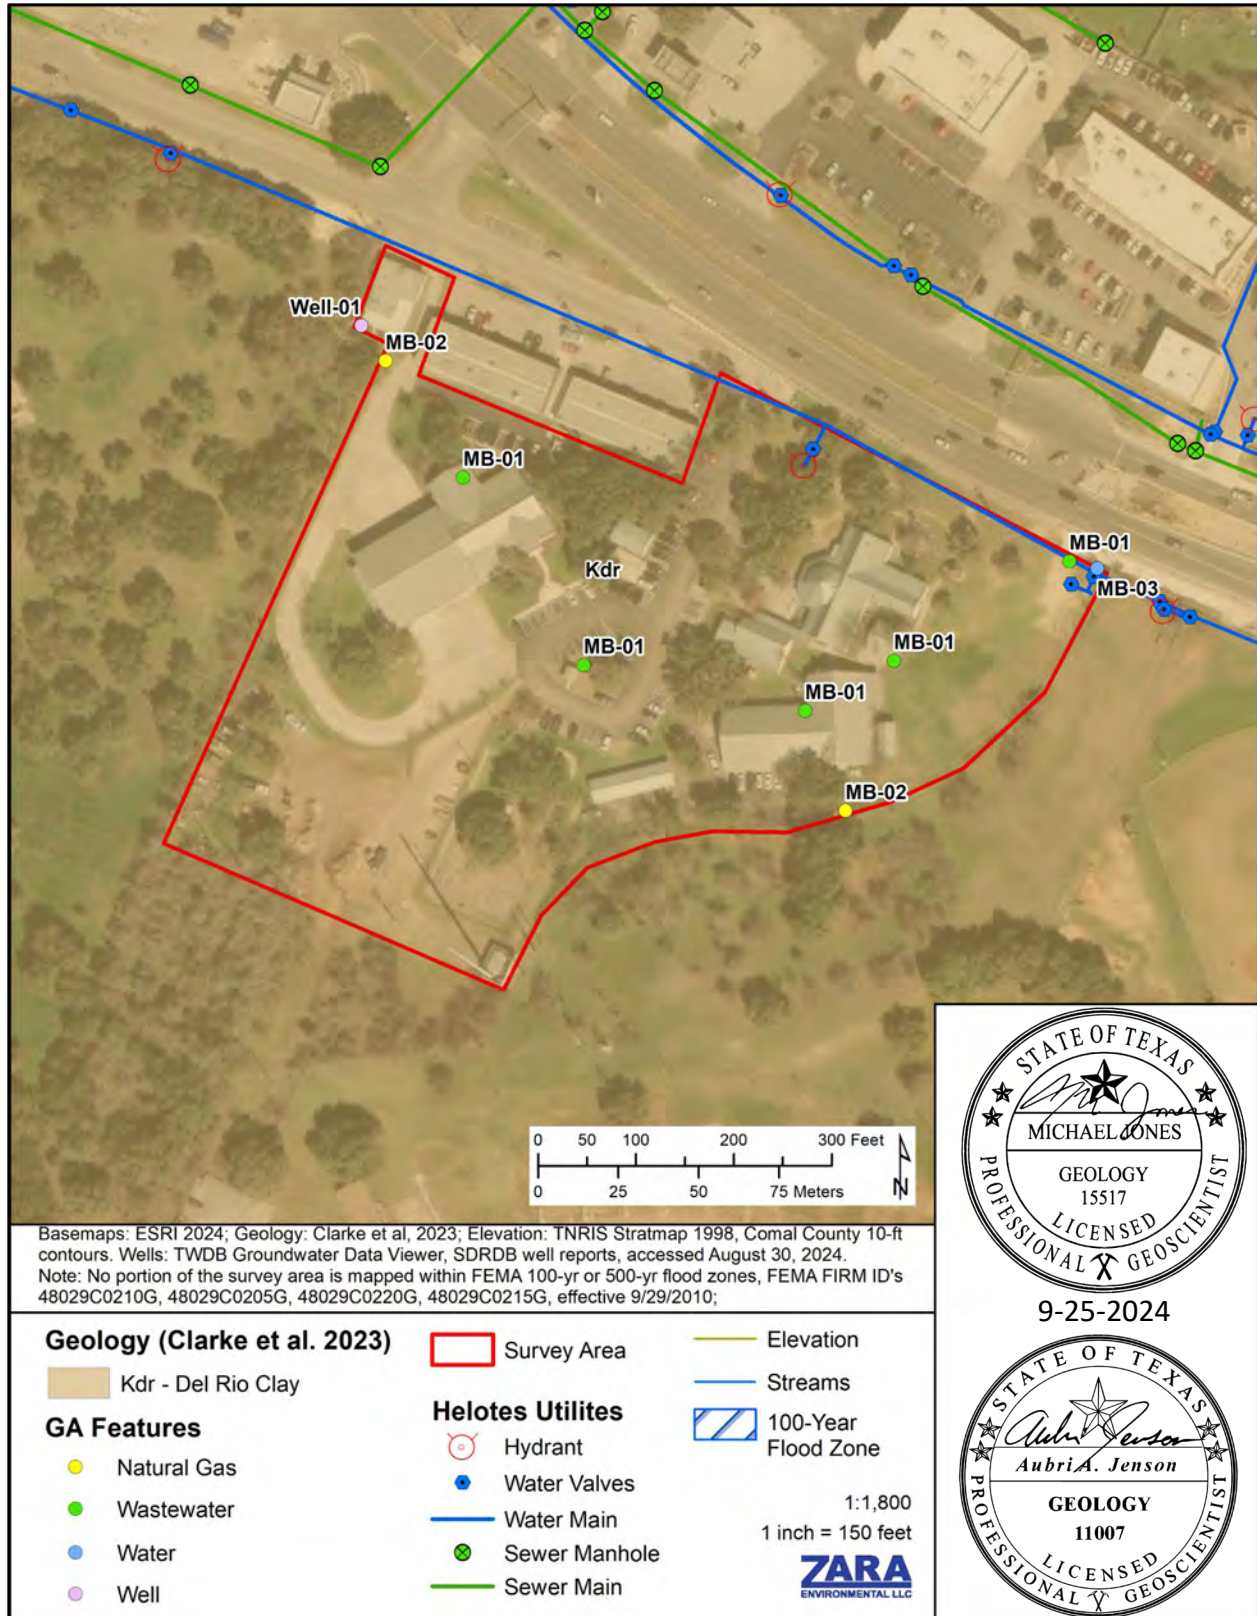 Well-01
MB-02
MB-01
Kdr
MB-01
MB-03
MB-01
MB-01
MB-01
MB-02
0 50 100 200 300 Feet
0 25 50 75 Meters
N
Basemaps: ESRI 2024; Geology: Clarke et al, 2023; Elevation: TNRIS Stratmap 1998, Comal County 10-ft
contours. Wells: TWDB Groundwater Data Viewer, SDRDB well reports, accessed August 30, 2024.
Note: No portion of the survey area is mapped within FEMA 100-yr or 500-yr flood zones, FEMA FIRM ID's
48029C0210G, 48029C0205G, 48029C0220G, 48029C0215G, effective 9/29/2010;
Geology (Clarke et al. 2023)
Kdr - Del Rio Clay
GA Features
Natural Gas
Wastewater
Water
Well
Survey Area
Helotes Utilites
Hydrant
Water Valves
Water Main
Sewer Manhole
Sewer Main
Elevation
Streams
100-Year
Flood Zone
1:1,800
1 inch = 150 feet
ZARA
ENVIRONMENTAL LLC
STATE OF TEXAS
MICHAEL JONES
GEOLOGY
15517
LICENSED
PROFESSIONAL GEOSCIENTIST
9-25-2024
STATE OF TEXAS
Aubri A. Jenson
Aubri A. Jenson
GEOLOGY
11007
LICENSED
PROFESSIONAL GEOSCIENTIST